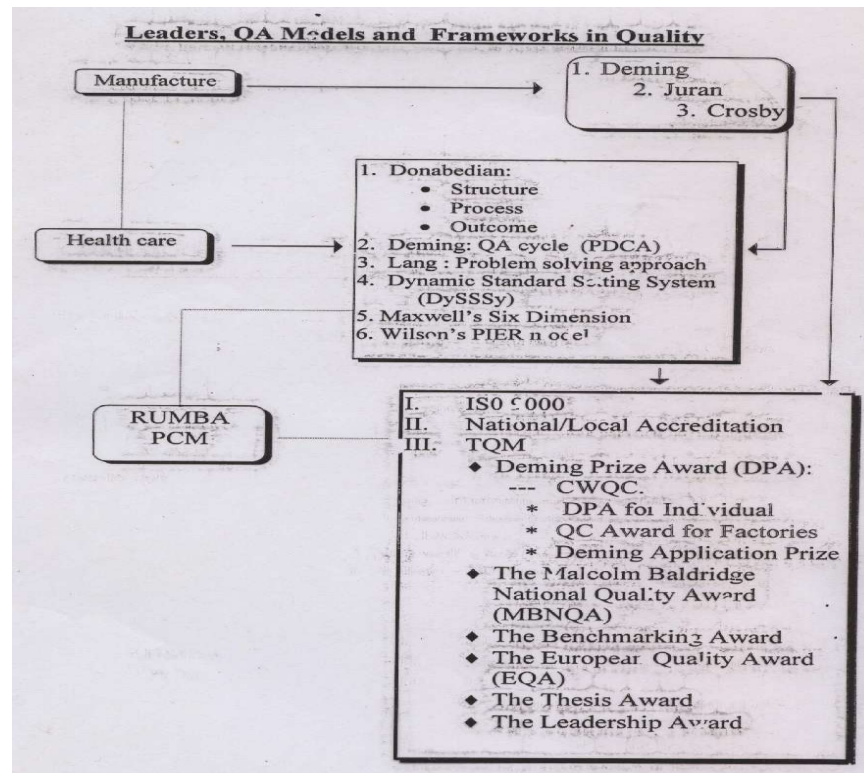 Leaders, QA Models and Frameworks in Quality
Manufacture
1. Deming
2. Juran
3. Crosby
1. Donabedian:
• Structure
• Process
• Outcome
Health care
2. Deming: QA cycle (PDCA)
3. Lang : Problem solving approach
4. Dynamic Standard Setting System
(DySSSy)
5. Maxwell's Six Dimension
6. Wilson's PIER model
RUMBA
PCM
I. IS0 9000
II. National/Local Accreditation
III. TQM
◆ Deming Prize Award (DPA):
--- CWQC.
* DPA for Individual
* QC Award for Factories
* Deming Application Prize
◆ The Malcolm Baldridge
National Quality Award
(MBNQA)
◆ The Benchmarking Award
◆ The European Quality Award
(EQA)
◆ The Thesis Award
◆ The Leadership Award